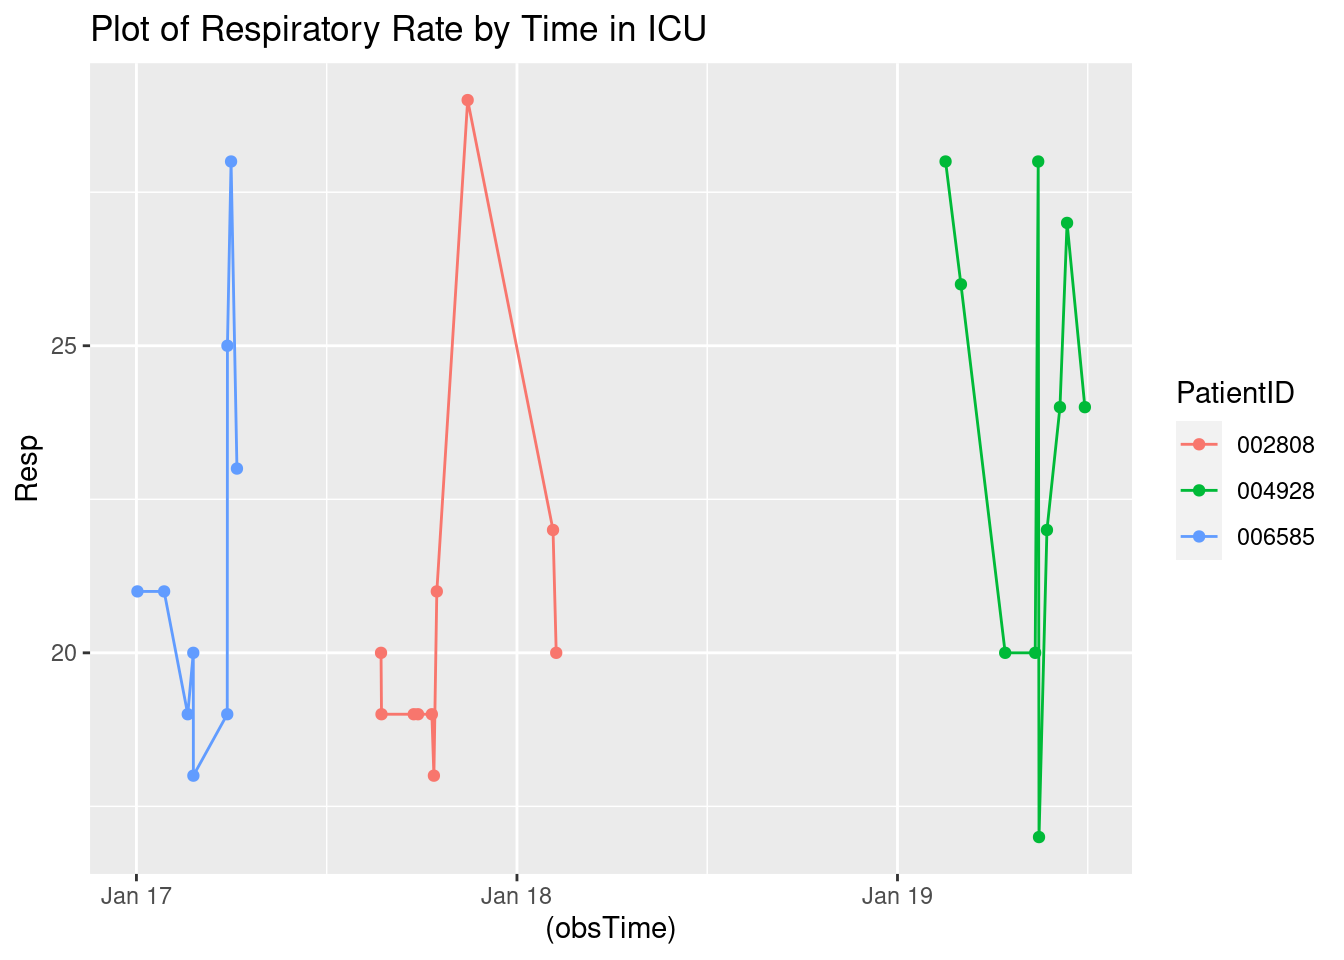 Plot of Respiratory Rate by Time in ICU
Resp
25
20
Jan 17
Jan 18
Jan 19
(obsTime)
PatientID
002808
004928
006585